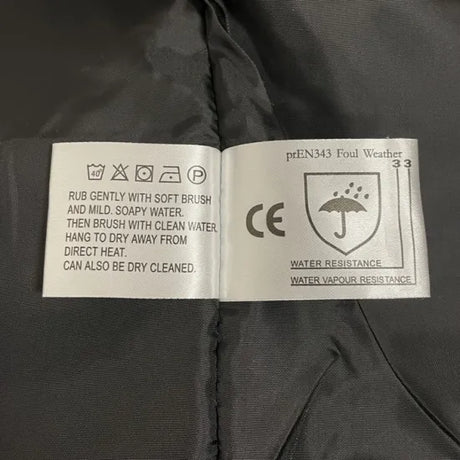 40
P
RUB GENTLY WITH SOFT BRUSH
AND MILD. SOAPY WATER.
THEN BRUSH WITH CLEAN WATER.
HANG TO DRY AWAY FROM
DIRECT HEAT.
CAN ALSO BE DRY CLEANED.
prEN343 Foul Weather
3 3
CE
WATER RESISTANCE
WATER VAPOUR RESISTANCE